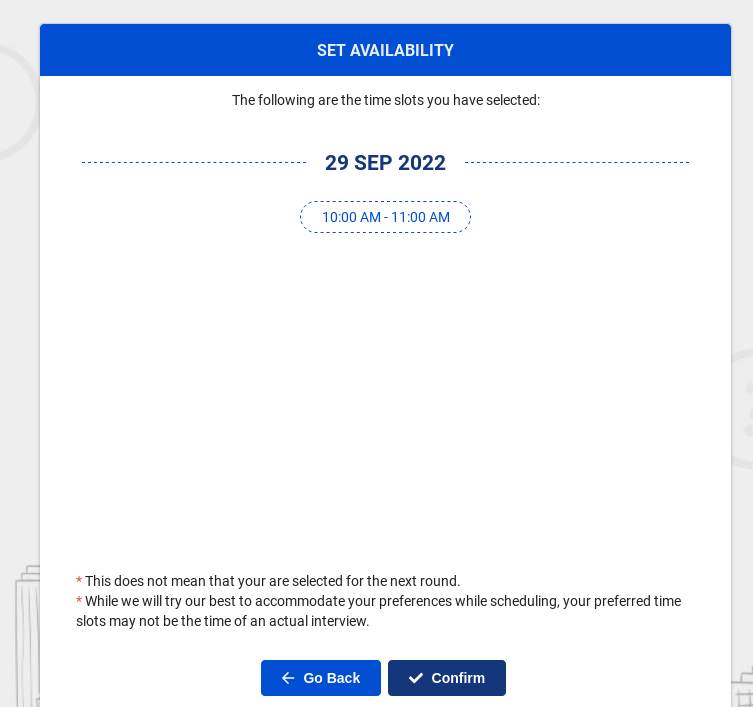 SET AVAILABILITY
The following are the time slots you have selected:
29 SEP 2022
10:00 AM - 11:00 AM
* This does not mean that your are selected for the next round.
* While we will try our best to accommodate your preferences while scheduling, your preferred time
slots may not be the time of an actual interview.
Go Back
Confirm